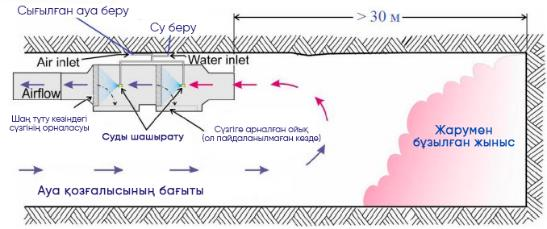 Сығылған ауа беру
Су беру
> 30 м
Air inlet
Water inlet
Airflow
Шаң тұту кезіндегі
сүзгінің орналасуы
Суды шашырату
Сүзгіге арналған ойық
(ол пайдаланылмаған кезде)
Жарумен
бұзылған жыныс
Ауа қозғалысының бағыты